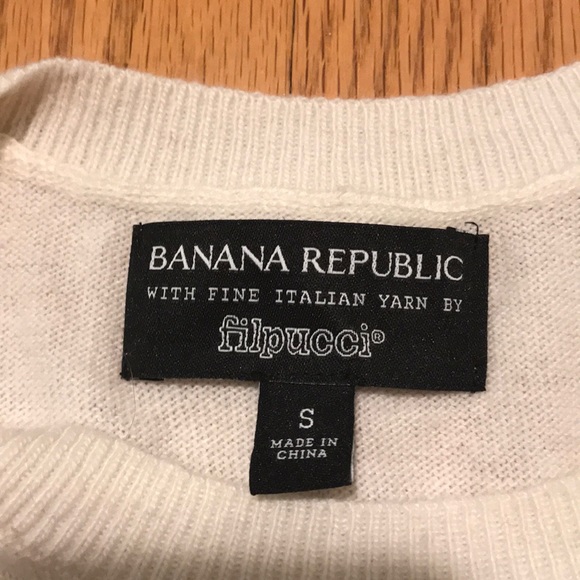 BANANA REPUBLIC
WITH FINE ITALIAN YARN BY
filpucci®
S
MADE IN
CHINA